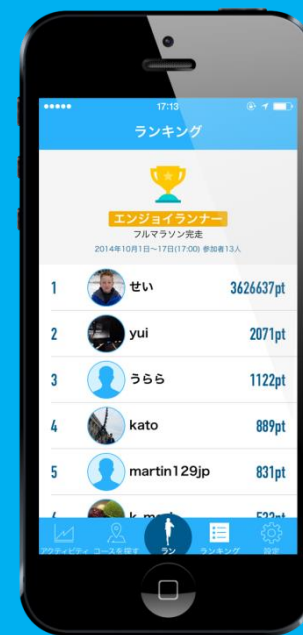 17:13
ランキング
エンジョイランナー
フルマラソン完走
2014年10月1日〜17日(17:00) 参加者13人
1 せい 3626637pt
2 yui 2071pt
3 うらら 1122pt
4 kato 889pt
5 martin129jp 831pt
アクティビティ コースを探す ラン ランキング 設定